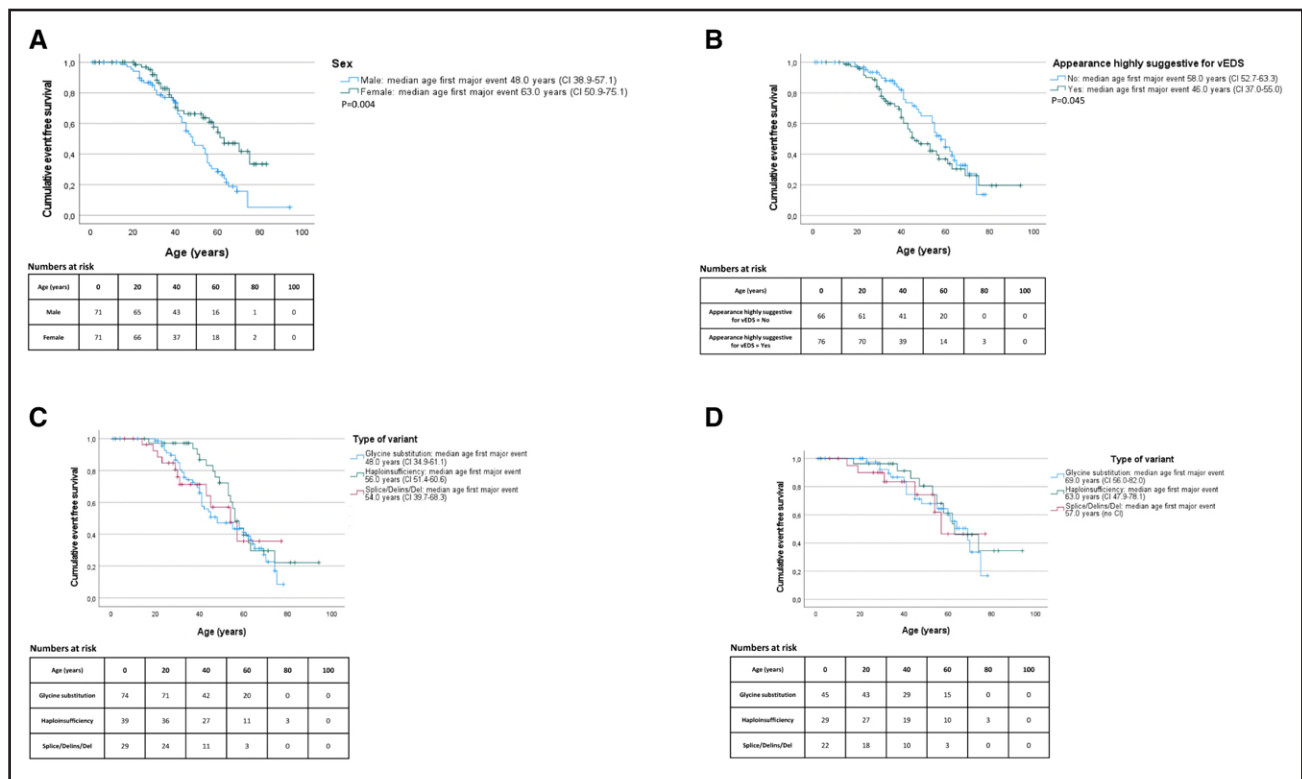 A
Cumulative event free survival
1,0
0,8
0,6
0,4
0,2
0,0
0 20 40 60 80 100
Age (years)
Sex
Male: median age first major event 48.0 years (CI 38.9-57.1)
Female: median age first major event 63.0 years (CI 50.9-75.1)
P=0.004
Numbers at risk
Age (years) 0 20 40 60 80 100
Male 71 65 43 16 1 0
Female 71 66 37 18 2 0
B
Cumulative event free survival
1,0
0,8
0,6
0,4
0,2
0,0
0 20 40 60 80 100
Age (years)
Appearance highly suggestive for vEDS
No: median age first major event 58.0 years (CI 52.7-63.3)
Yes: median age first major event 46.0 years (CI 37.0-55.0)
P=0.045
Numbers at risk
Age (years) 0 20 40 60 80 100
Appearance highly suggestive
for vEDS = No 66 61 41 20 0 0
Appearance highly suggestive
for vEDS = Yes 76 70 39 14 3 0
C
Cumulative event free survival
1,0
0,8
0,6
0,4
0,2
0,0
0 20 40 60 80 100
Age (years)
Type of variant
Glycine substitution: median age first major event
48.0 years (CI 34.9-61.1)
Haploinsufficiency: median age first major event
56.0 years (CI 51.4-60.6)
Splice/Delins/Del: median age first major event
54.0 years (CI 39.7-68.3)
Numbers at risk
Age (years) 0 20 40 60 80 100
Glycine substitution 74 71 42 20 0 0
Haploinsufficiency 39 36 27 11 3 0
Splice/Delins/Del 29 24 11 3 0 0
D
Cumulative event free survival
1,0
0,8
0,6
0,4
0,2
0,0
0 20 40 60 80 100
Age (years)
Type of variant
Glycine substitution: median age first major event
69.0 years (CI 56.0-82.0)
Haploinsufficiency: median age first major event
63.0 years (CI 47.9-78.1)
Splice/Delins/Del: median age first major event
57.0 years (no CI)
Numbers at risk
Age (years) 0 20 40 60 80 100
Glycine substitution 45 43 29 15 0 0
Haploinsufficiency 29 27 19 10 3 0
Splice/Delins/Del 22 18 10 3 0 0